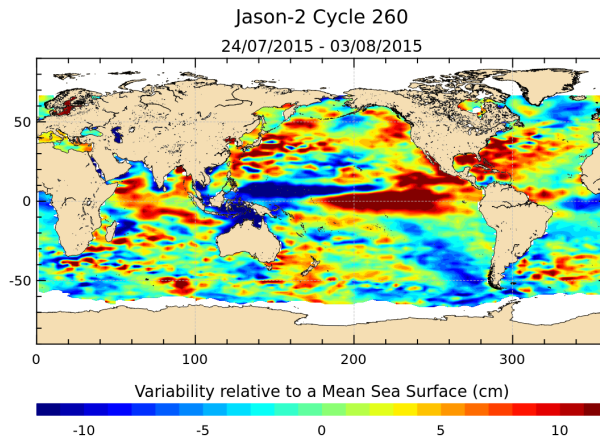 Jason-2 Cycle 260
24/07/2015 - 03/08/2015
50
0
-50
0 100 200 300
Variability relative to a Mean Sea Surface (cm)
-10 -5 0 5 10